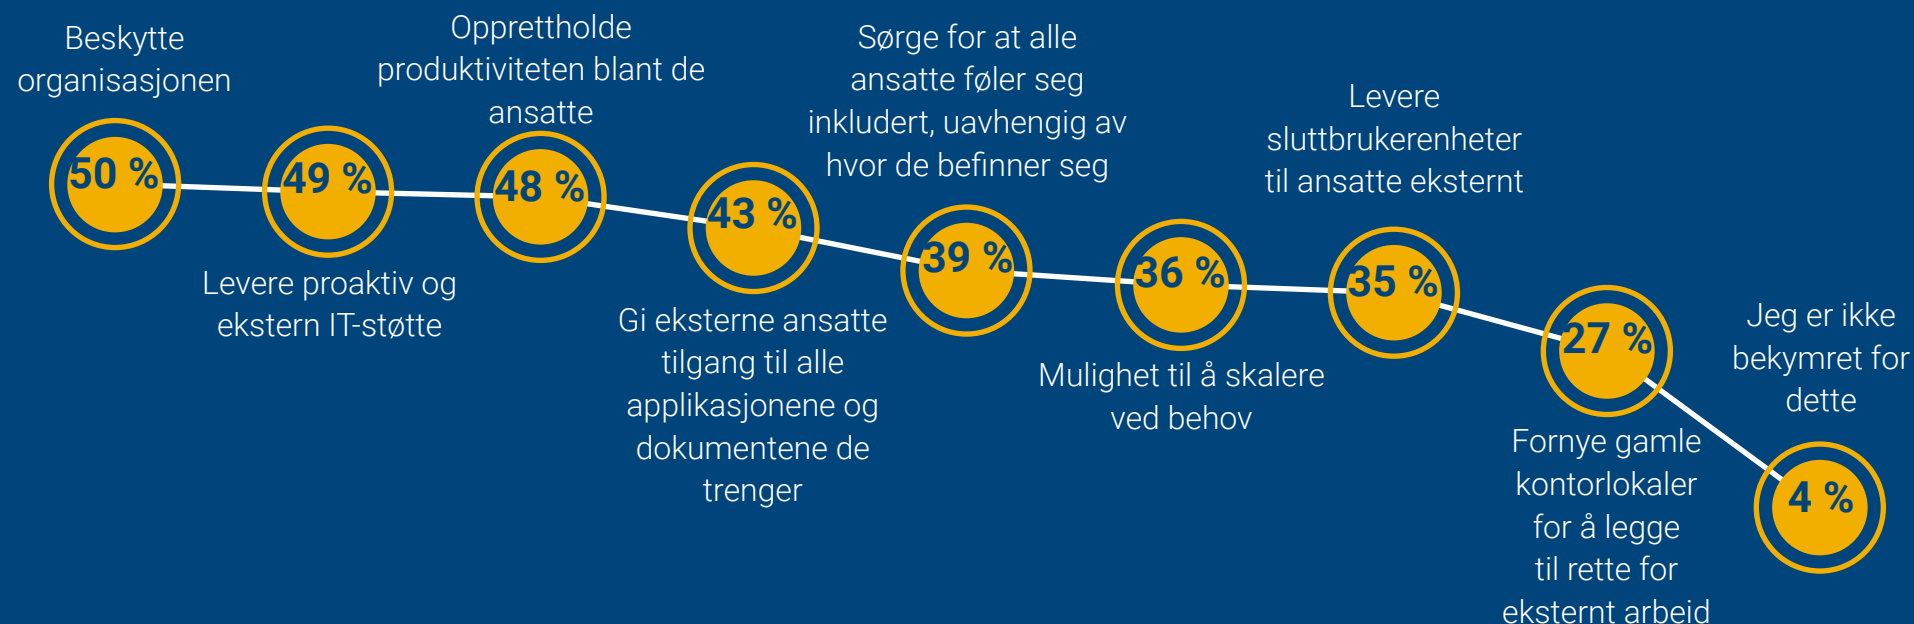 Beskytte
organisasjonen
50 %
49 %
Levere proaktiv og
ekstern IT-støtte
Opprettholde
produktiviteten blant de
ansatte
48 %
43 %
Gi eksterne ansatte
tilgang til alle
applikasjonene og
dokumentene de
trenger
Sørge for at alle
ansatte føler seg
inkludert, uavhengig av
hvor de befinner seg
39 %
36 %
Mulighet til å skalere
ved behov
Levere
sluttbrukerenheter
til ansatte eksternt
35 %
27 %
Fornye gamle
kontorlokaler
for å legge
til rette for
eksternt arbeid
Jeg er ikke
bekymret for
dette
4 %